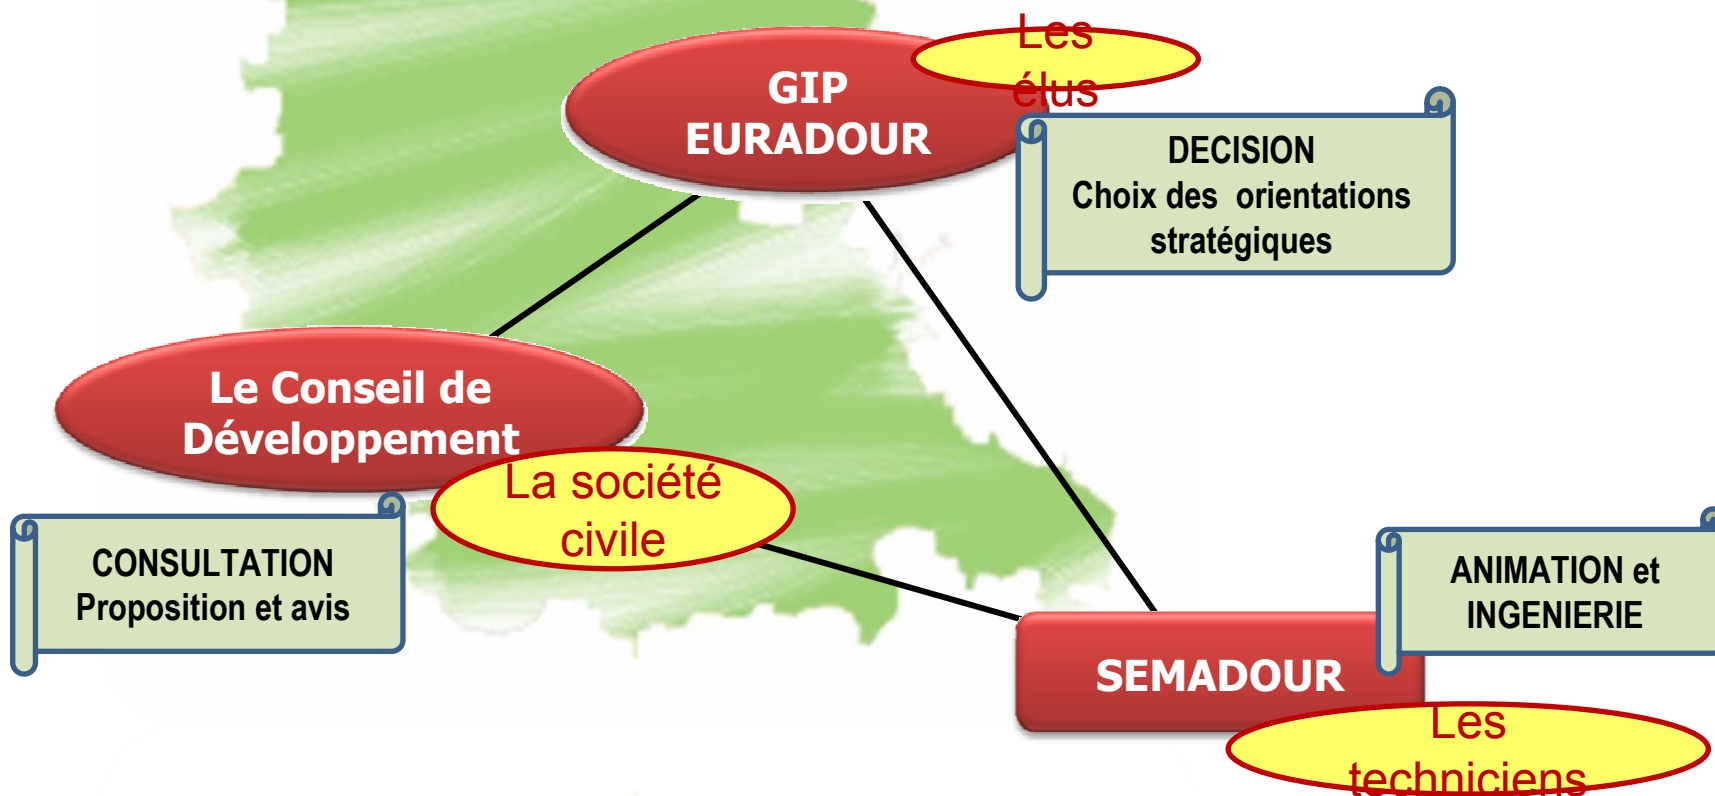 Les
élus
GIP
EURADOUR
DECISION
Choix des orientations
stratégiques
Le Conseil de
Développement
La société
civile
CONSULTATION
Proposition et avis
ANIMATION et
INGENIERIE
SEMADOUR
Les
techniciens